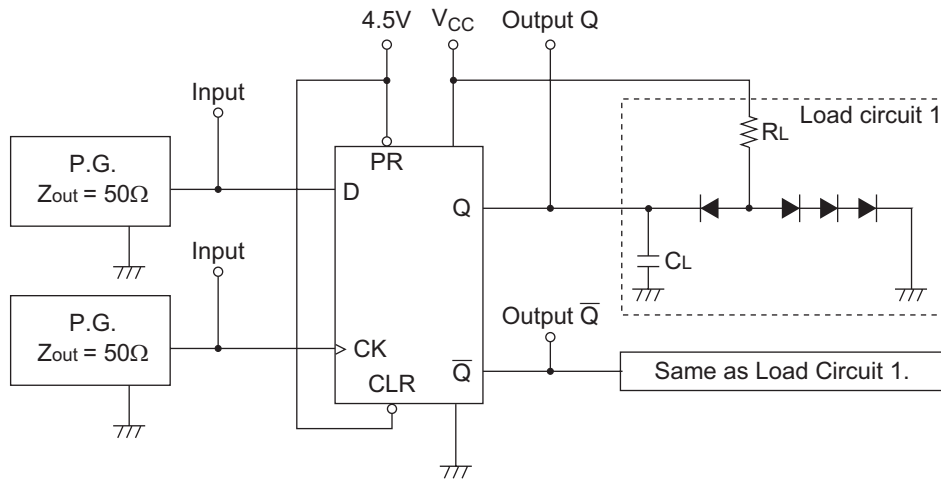 4.5V
VCC
Output Q
Input
Load circuit 1
RL
P.G.
Zout = 50Ω
PR
D
Q
CL
Input
P.G.
Zout = 50Ω
CK
CLR
Q̅
Output Q̅
Same as Load Circuit 1.